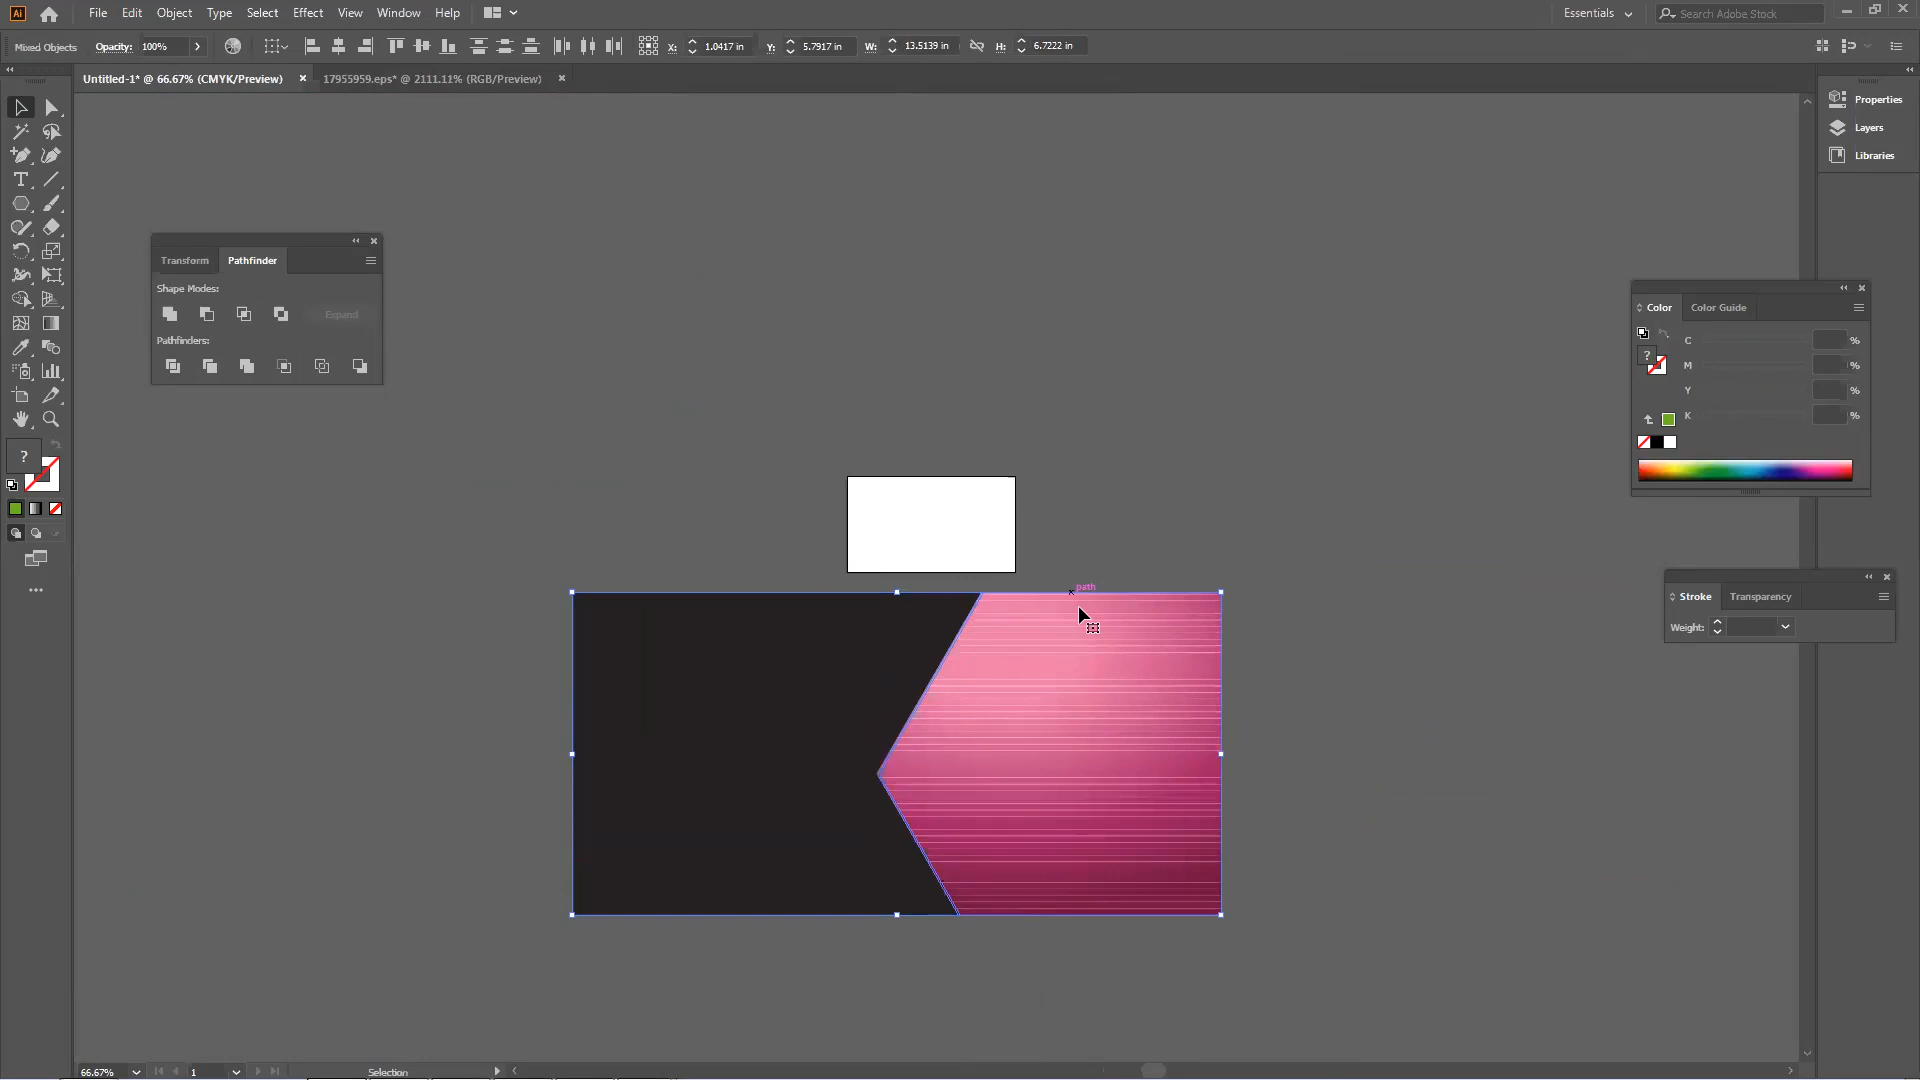 Ai File Edit Object Type Select Effect View Window Help Essentials Search Adobe Stock
Mixed Objects Opacity: 100% X: 1.0417 in Y: 5.7917 in W: 13.5139 in H: 6.7222 in
Untitled-1* @ 66.67% (CMYK/Preview) 17955959.eps* @ 2111.11% (RGB/Preview)
Properties
Layers
Libraries
Transform Pathfinder
Shape Modes:
Expand
Pathfinders:
Color Color Guide
C %
? M %
Y %
K %
?
path
Stroke Transparency
Weight:
66.67% 1 Selection